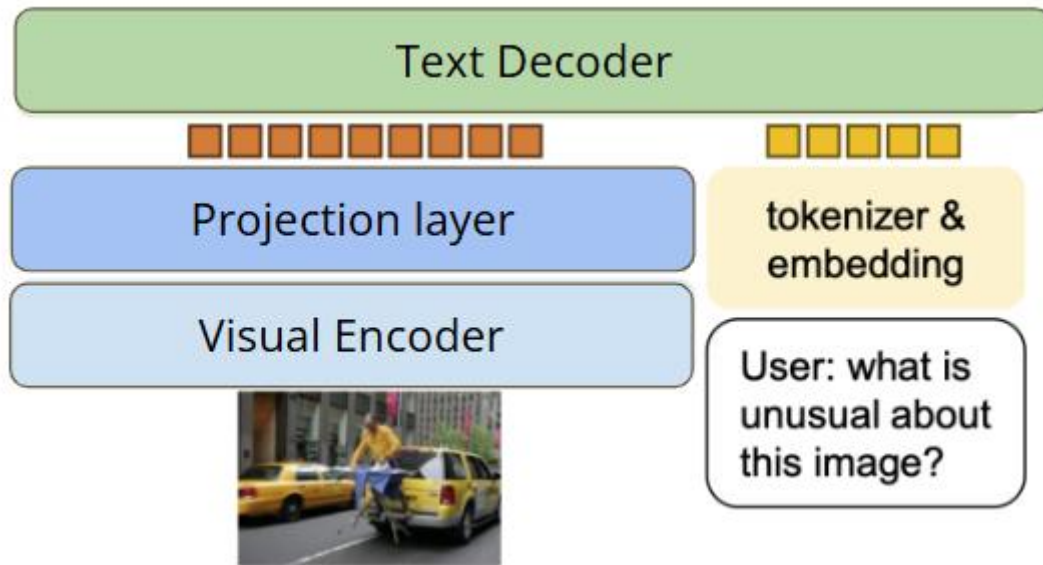 Text Decoder
Projection layer
tokenizer &
embedding
Visual Encoder
User: what is
unusual about
this image?